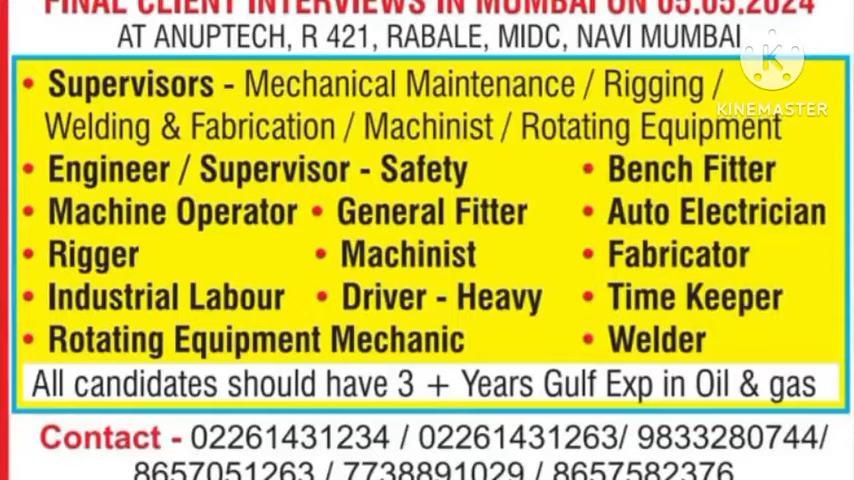 FINAL CLIENT INTERVIEWS IN MUMBAI ON 05.05.2024
AT ANUPTECH, R 421, RABALE, MIDC, NAVI MUMBAI
K
KINEMASTER
• Supervisors - Mechanical Maintenance / Rigging /
Welding & Fabrication / Machinist / Rotating Equipment
• Engineer / Supervisor - Safety • Bench Fitter
• Machine Operator • General Fitter • Auto Electrician
• Rigger • Machinist • Fabricator
• Industrial Labour • Driver - Heavy • Time Keeper
• Rotating Equipment Mechanic • Welder
All candidates should have 3 + Years Gulf Exp in Oil & gas
Contact - 02261431234 / 02261431263/ 9833280744/
8657051263 / 7738891029 / 8657582376